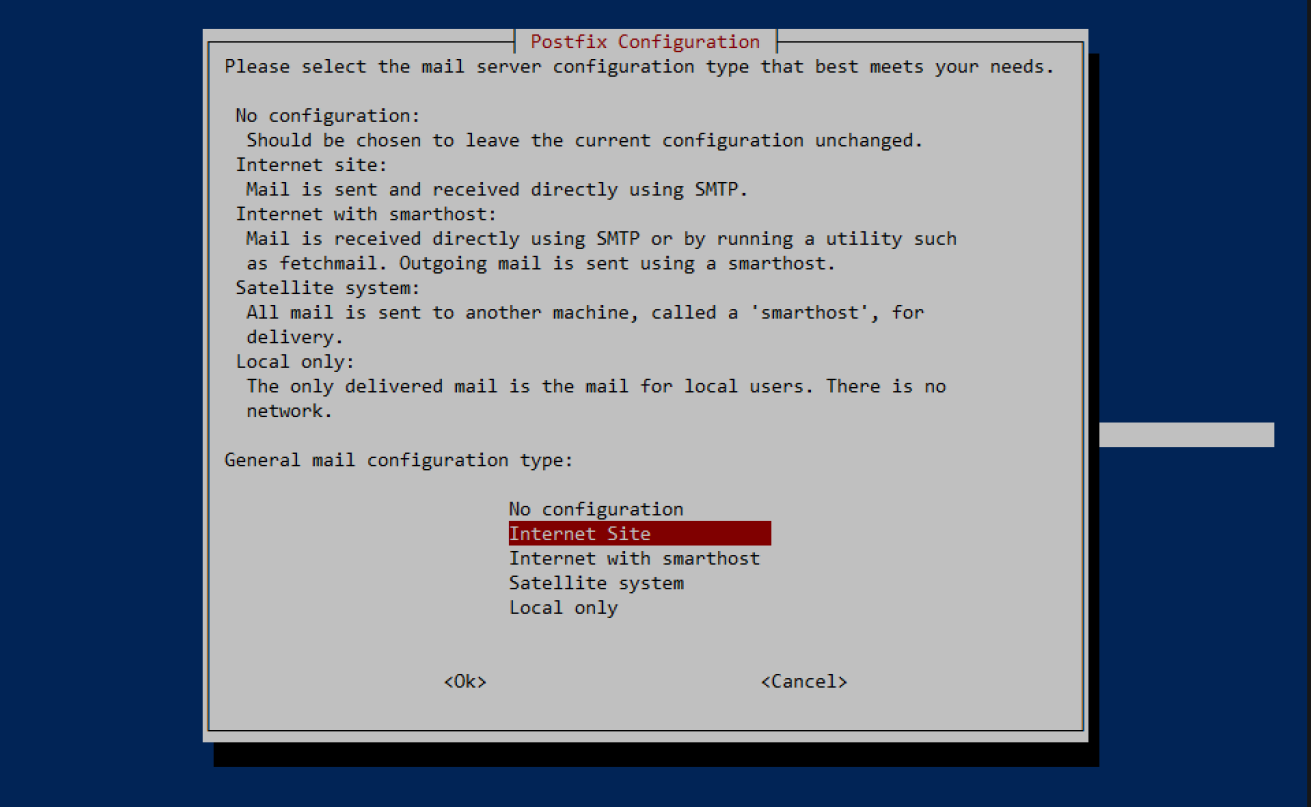 Postfix Configuration
Please select the mail server configuration type that best meets your needs.
No configuration:
Should be chosen to leave the current configuration unchanged.
Internet site:
Mail is sent and received directly using SMTP.
Internet with smarthost:
Mail is received directly using SMTP or by running a utility such
as fetchmail. Outgoing mail is sent using a smarthost.
Satellite system:
All mail is sent to another machine, called a 'smarthost', for
delivery.
Local only:
The only delivered mail is the mail for local users. There is no
network.
General mail configuration type:
No configuration
Internet Site
Internet with smarthost
Satellite system
Local only
<Ok> <Cancel>